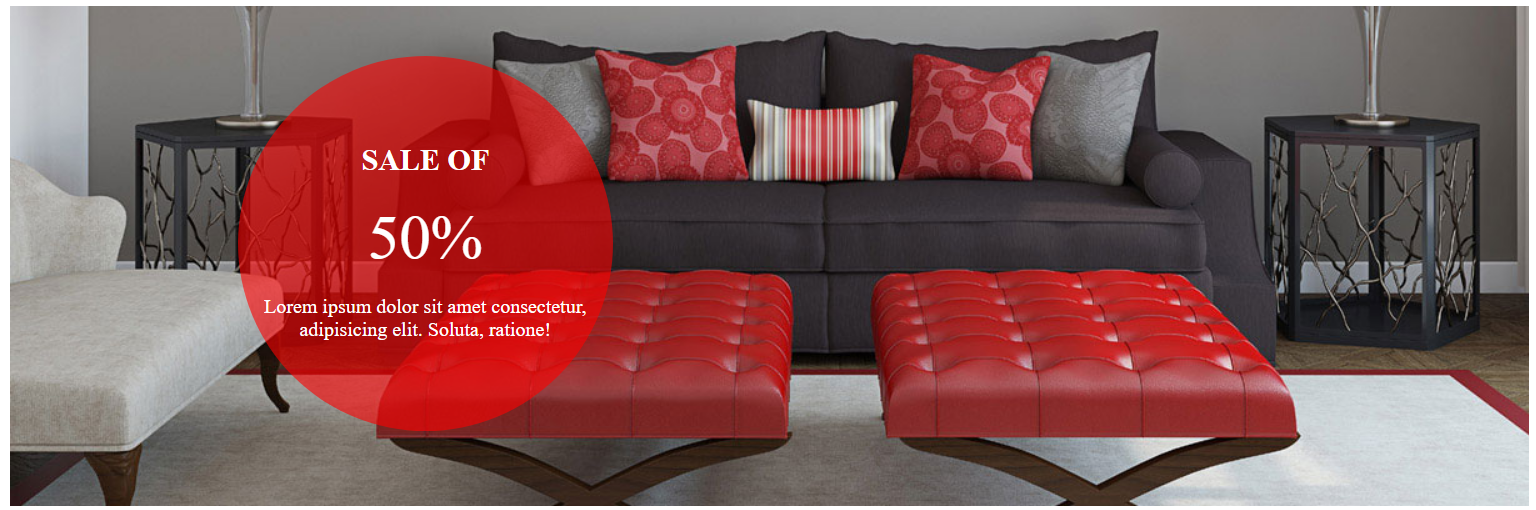 SALE OF
50%
Lorem ipsum dolor sit amet consectetur,
adipisicing elit. Soluta, ratione!